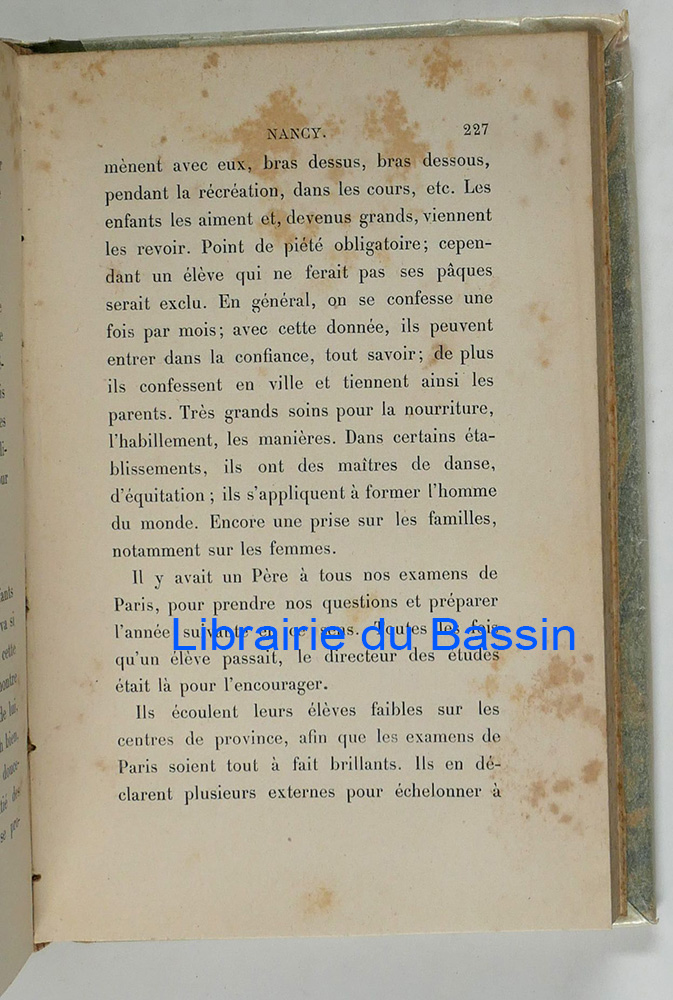 NANCY. 227
mènent avec eux, bras dessus, bras dessous,
pendant la récréation, dans les cours, etc. Les
enfants les aiment et, devenus grands, viennent
les revoir. Point de piété obligatoire; cepen-
dant un élève qui ne ferait pas ses pâques
serait exclu. En général, on se confesse une
fois par mois; avec cette donnée, ils peuvent
entrer dans la confiance, tout savoir; de plus
ils confessent en ville et tiennent ainsi les
parents. Très grands soins pour la nourriture,
l'habillement, les manières. Dans certains éta-
blissements, ils ont des maîtres de danse,
d'équitation; ils s'appliquent à former l'homme
du monde. Encore une prise sur les familles,
notamment sur les femmes.
Il y avait un Père à tous nos examens de
Paris, pour prendre nos questions et préparer
l'année suivante en ce sens. Toutes les fois
Librairie du Bassin
qu'un élève passait, le directeur des études
était là pour l'encourager.
Ils écoulent leurs élèves faibles sur les
centres de province, afin que les examens de
Paris soient tout à fait brillants. Ils en dé-
clarent plusieurs externes pour échelonner à